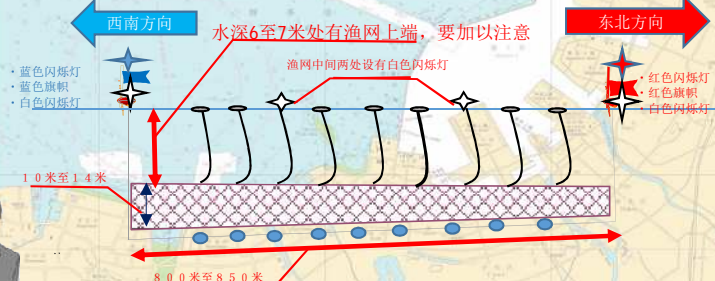 西南方向
东北方向
水深6至7米处有渔网上端，要加以注意
渔网中间两处设有白色闪烁灯
・蓝色闪烁灯
・蓝色旗帜
・白色闪烁灯
・红色闪烁灯
・红色旗帜
・白色闪烁灯
１０米至１４米
８００米至８５０米